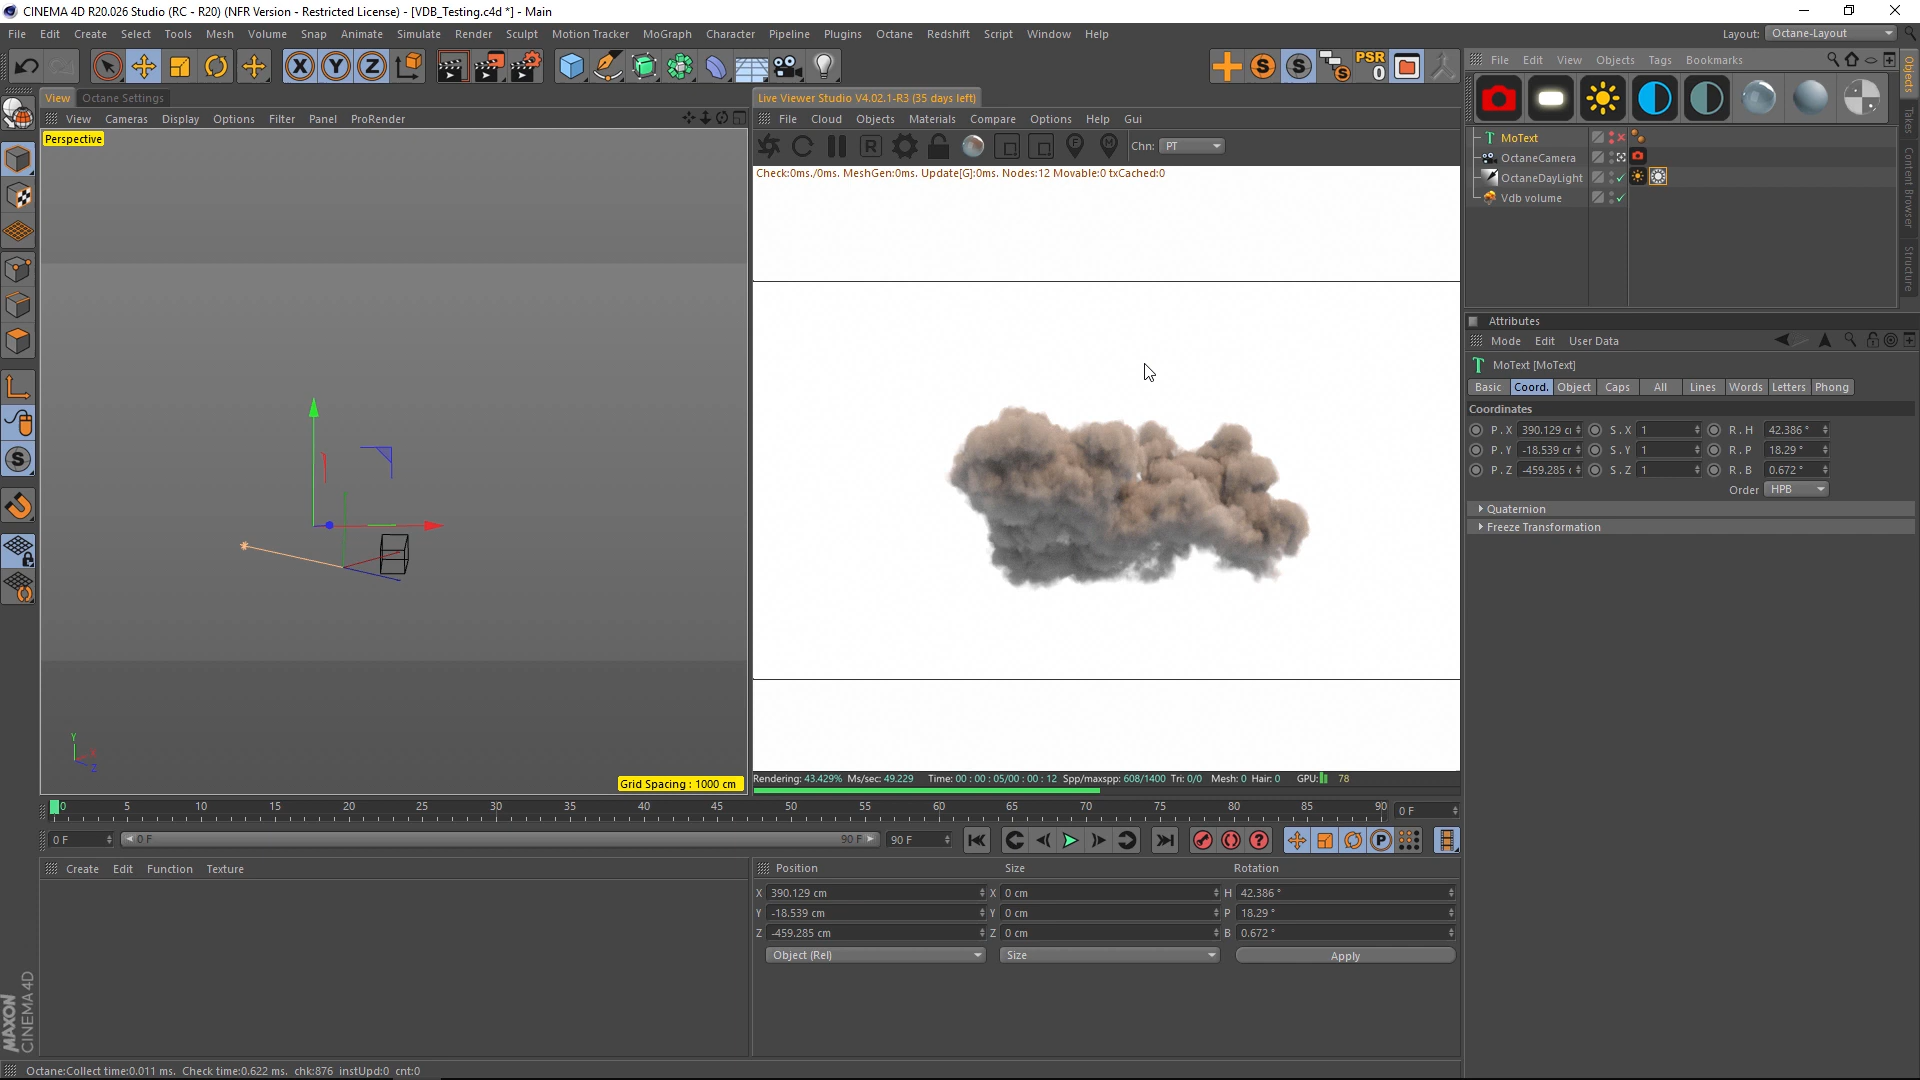 CINEMA 4D R20.026 Studio (RC - R20) (NFR Version - Restricted License) - [VDB_Testing.c4d *] - Main
File Edit Create Select Tools Mesh Volume Snap Animate Simulate Render Sculpt Motion Tracker MoGraph Character Pipeline Plugins Octane Redshift Script Window Help
Layout: Octane-Layout
X Y Z
S S S PSR 0
File Edit View Objects Tags Bookmarks
View Octane Settings
Live Viewer Studio V4.02.1-R3 (35 days left)
View Cameras Display Options Filter Panel ProRender
File Cloud Objects Materials Compare Options Help Gui
Perspective
R
F
M
Chn: PT
Check:0ms./0ms. MeshGen:0ms. Update[G]:0ms. Nodes:12 Movable:0 txCached:0
MoText
OctaneCamera
OctaneDayLight
Vdb volume
Objects
Takes
Content Browser
Structure
Attributes
Mode Edit User Data
MoText [MoText]
Basic Coord. Object Caps All Lines Words Letters Phong
Coordinates
P . X 390.129 cm S . X 1 R . H 42.386 °
P . Y -18.539 cm S . Y 1 R . P 18.29 °
P . Z -459.285 c S . Z 1 R . B 0.672 °
Order HPB
Quaternion
Freeze Transformation
S
Y X Z
Grid Spacing : 1000 cm
Rendering: 43.429% Ms/sec: 49.229 Time: 00 : 00 : 05/00 : 00 : 12 Spp/maxspp: 608/1400 Tri: 0/0 Mesh: 0 Hair: 0 GPU: 78
0 5 10 15 20 25 30 35 40 45 50 55 60 65 70 75 80 85 90 0 F
0 F 0 F 90 F 90 F
P
Create Edit Function Texture
Position Size Rotation
X 390.129 cm X 0 cm H 42.386 °
Y -18.539 cm Y 0 cm P 18.29 °
Z -459.285 cm Z 0 cm B 0.672 °
Object (Rel) Size Apply
MAXON
CINEMA 4D
Octane:Collect time:0.011 ms. Check time:0.622 ms. chk:876 instUpd:0 cnt:0